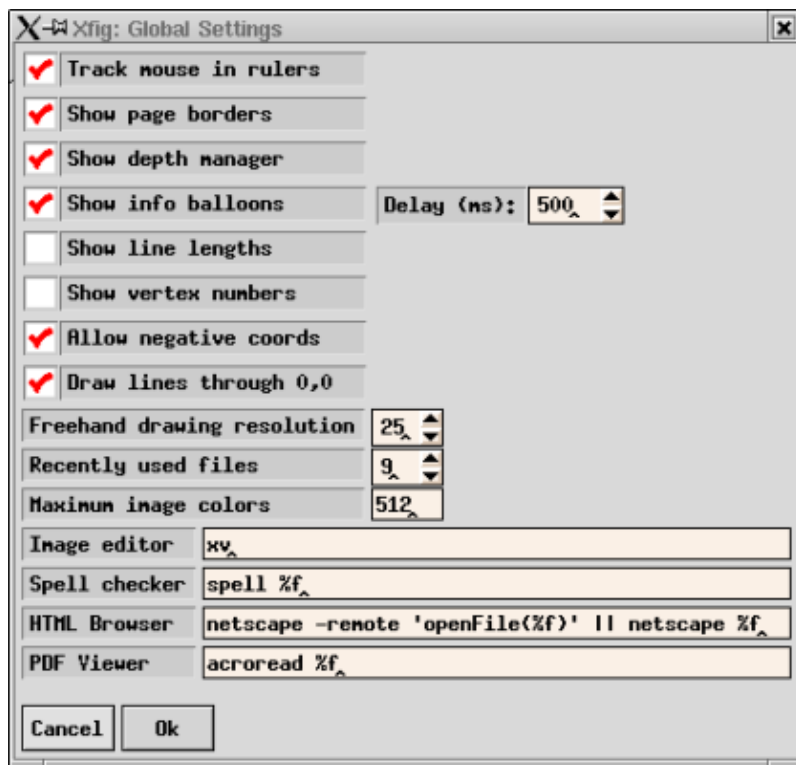 Xfig: Global Settings
Track mouse in rulers
Show page borders
Show depth manager
Show info balloons Delay (ms): 500
Show line lengths
Show vertex numbers
Allow negative coords
Draw lines through 0,0
Freehand drawing resolution 25
Recently used files 9
Maximum image colors 512
Image editor xv
Spell checker spell %f
HTML Browser netscape -remote 'openFile(%f)' || netscape %f
PDF Viewer acroread %f
Cancel Ok